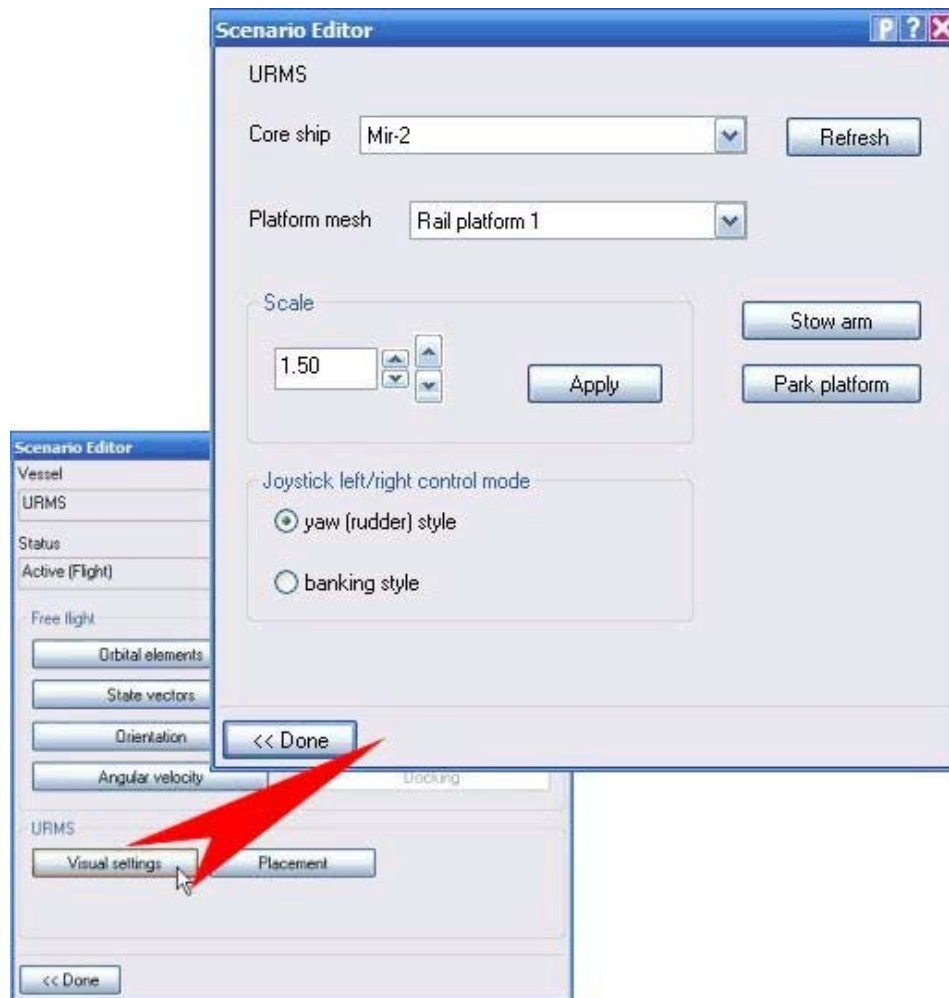 Scenario Editor
URMS
Core ship Mir-2 Refresh
Platform mesh Rail platform 1
Scale
1.50 Apply
Stow arm
Park platform
Joystick left/right control mode
yaw (rudder) style
banking style
<< Done
Scenario Editor
Vessel
URMS
Status
Active (Flight)
Free flight
Orbital elements
State vectors
Orientation
Angular velocity Docking
URMS
Visual settings Placement
<< Done